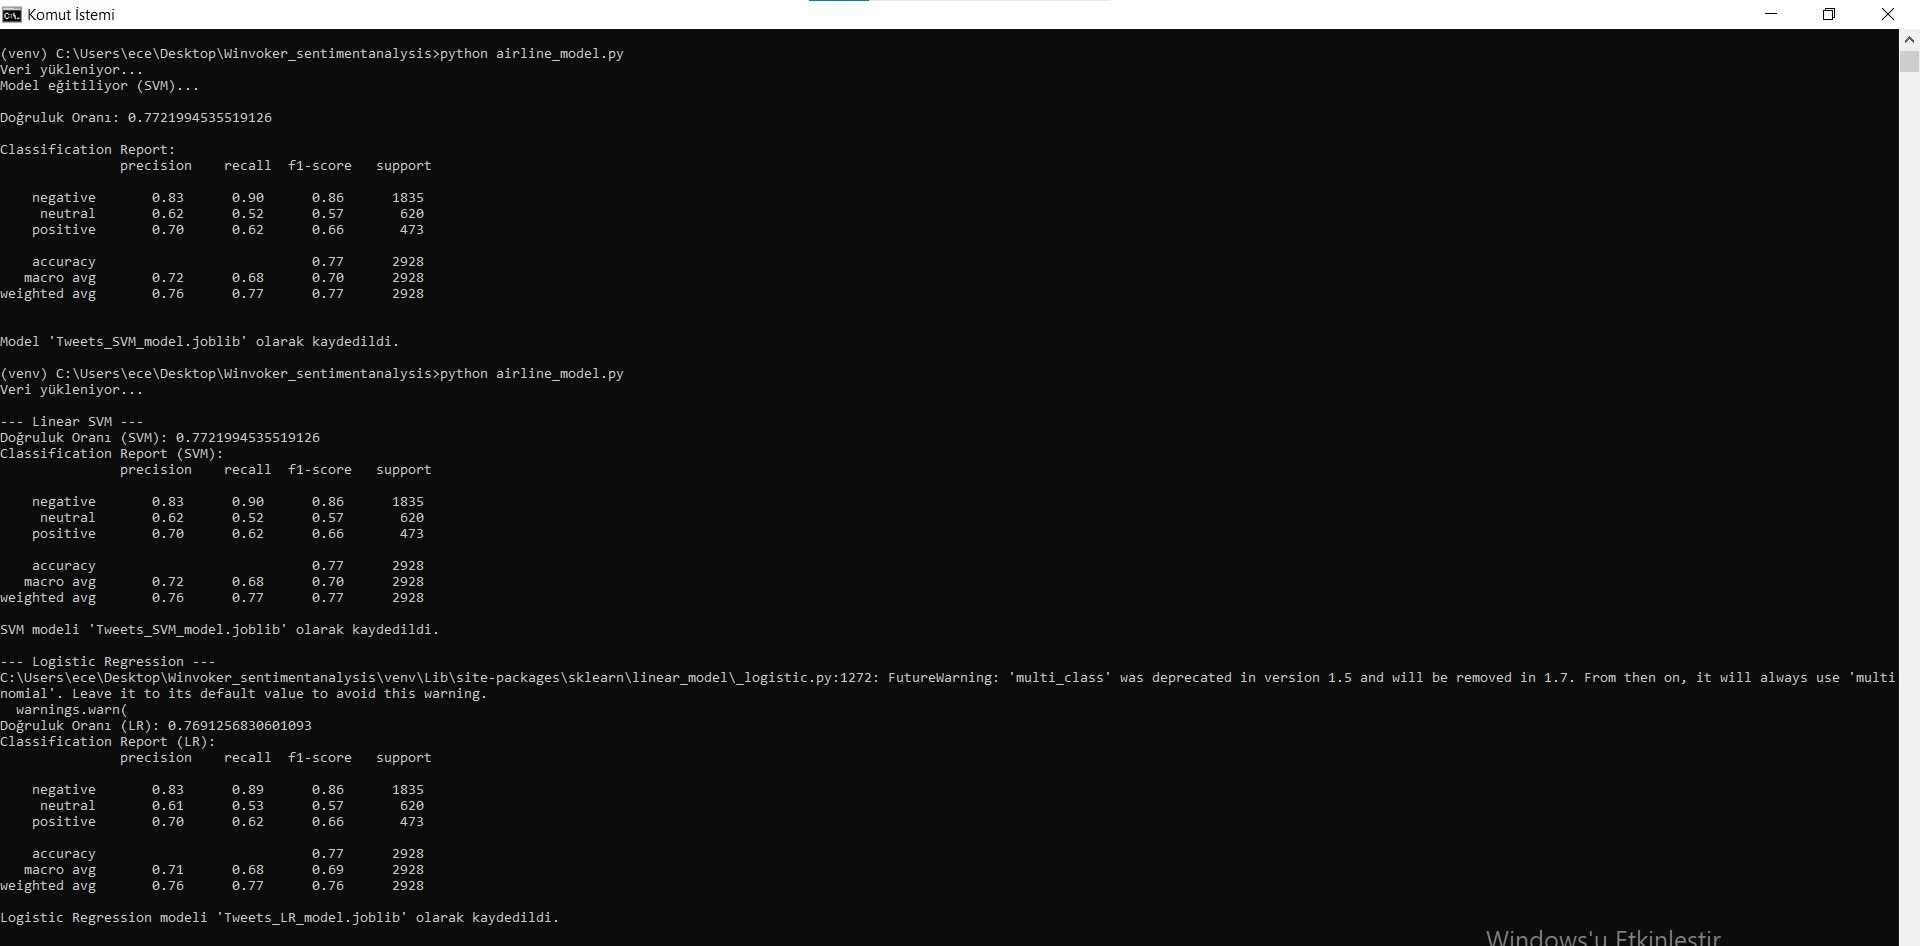 Komut İstemi
(venv) C:\Users\ece\Desktop\Winvoker_sentimentanalysis>python airline_model.py
Veri yükleniyor...
Model eğitiliyor (SVM)...
Doğruluk Oranı: 0.7721994535519126
Classification Report:
precision recall f1-score support
negative 0.83 0.90 0.86 1835
neutral 0.62 0.52 0.57 620
positive 0.70 0.62 0.66 473
accuracy 0.77 2928
macro avg 0.72 0.68 0.70 2928
weighted avg 0.76 0.77 0.77 2928
Model 'Tweets_SVM_model.joblib' olarak kaydedildi.
(venv) C:\Users\ece\Desktop\Winvoker_sentimentanalysis>python airline_model.py
Veri yükleniyor...
--- Linear SVM ---
Doğruluk Oranı (SVM): 0.7721994535519126
Classification Report (SVM):
precision recall f1-score support
negative 0.83 0.90 0.86 1835
neutral 0.62 0.52 0.57 620
positive 0.70 0.62 0.66 473
accuracy 0.77 2928
macro avg 0.72 0.68 0.70 2928
weighted avg 0.76 0.77 0.77 2928
SVM modeli 'Tweets_SVM_model.joblib' olarak kaydedildi.
--- Logistic Regression ---
C:\Users\ece\Desktop\Winvoker_sentimentanalysis\venv\Lib\site-packages\sklearn\linear_model\_logistic.py:1272: FutureWarning: 'multi_class' was deprecated in version 1.5 and will be removed in 1.7. From then on, it will always use 'multi
nomial'. Leave it to its default value to avoid this warning.
warnings.warn(
Doğruluk Oranı (LR): 0.7691256830601093
Classification Report (LR):
precision recall f1-score support
negative 0.83 0.89 0.86 1835
neutral 0.61 0.53 0.57 620
positive 0.70 0.62 0.66 473
accuracy 0.77 2928
macro avg 0.71 0.68 0.69 2928
weighted avg 0.76 0.77 0.76 2928
Logistic Regression modeli 'Tweets_LR_model.joblib' olarak kaydedildi.
Windows'u Etkinleştir